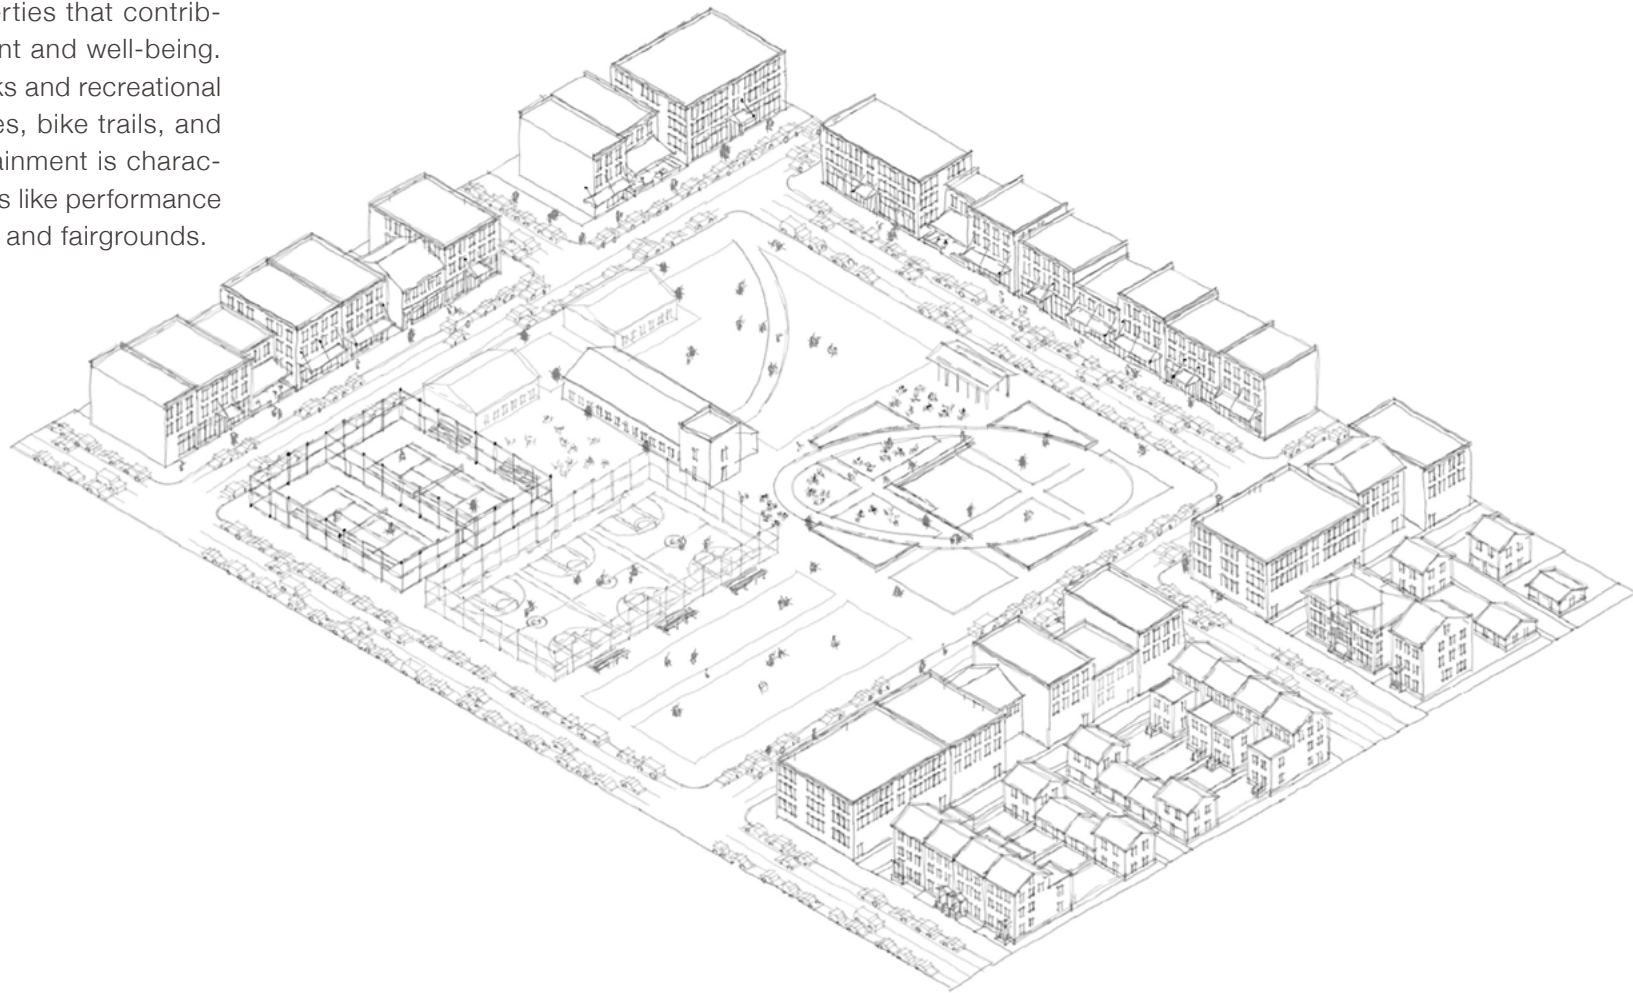 erties that contrib-
nt and well-being.
ks and recreational
es, bike trails, and
ainment is charac-
s like performance
and fairgrounds.